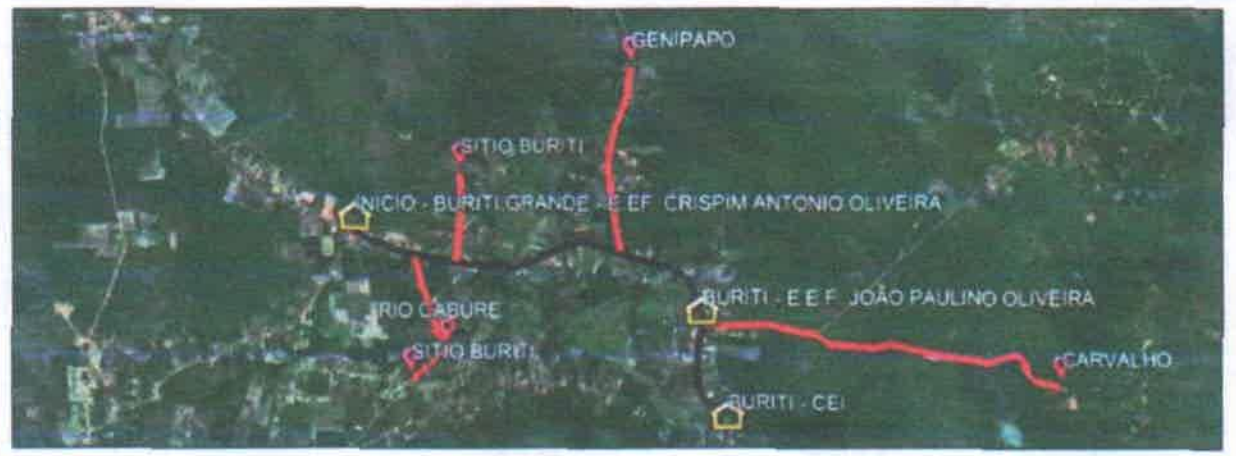 GENIPAPO
SITIO BURITI
INICIO - BURITI GRANDE - E EF CRISPIM ANTONIO OLIVEIRA
RIO CABURE
BURITI - E E F JOÃO PAULINO OLIVEIRA
SITIO BURITI
CARVALHO
BURITI - CEI